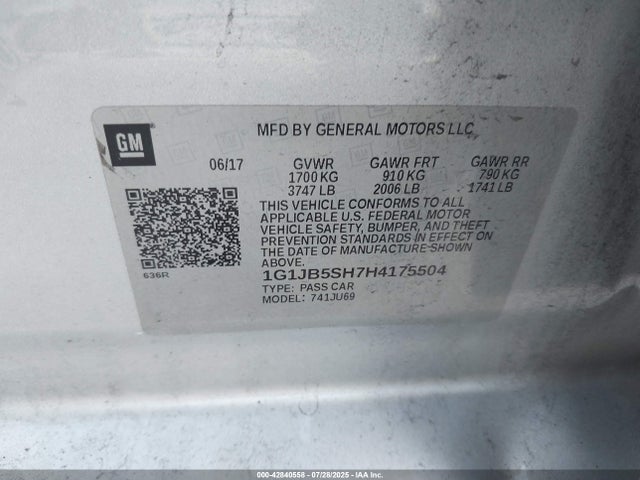 GM
MFD BY GENERAL MOTORS LLC
06/17 GVWR GAWR FRT GAWR RR
1700 KG 910 KG 790 KG
3747 LB 2006 LB 1741 LB
THIS VEHICLE CONFORMS TO ALL
APPLICABLE U.S. FEDERAL MOTOR
VEHICLE SAFETY, BUMPER, AND THEFT
PREVENTION STANDARDS IN EFFECT ON
THE DATE OF MANUFACTURE SHOWN
ABOVE.
636R
1G1JB5SH7H4175504
TYPE: PASS CAR
MODEL: 741JU69
© - 42840558 - 07/28/2025 - IAAI.COM